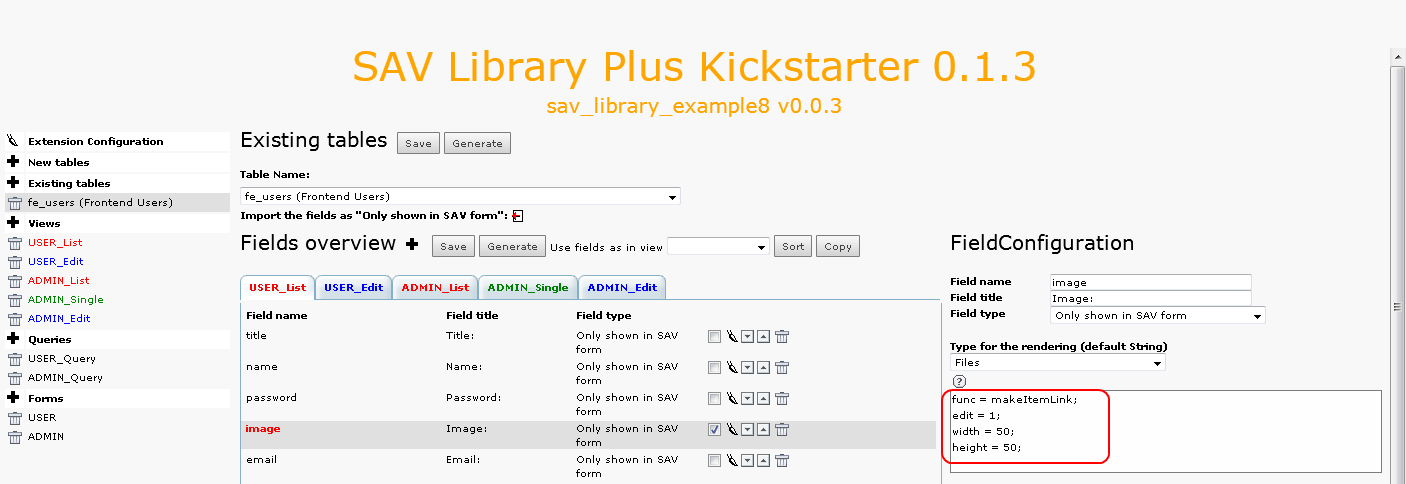 SAV Library Plus Kickstarter 0.1.3
sav_library_example8 v0.0.3
Extension Configuration
New tables
Existing tables
fe_users (Frontend Users)
Views
USER_List
USER_Edit
ADMIN_List
ADMIN_Single
ADMIN_Edit
Queries
USER_Query
ADMIN_Query
Forms
USER
ADMIN
Existing tables Save Generate
Table Name:
fe_users (Frontend Users)
Import the fields as "Only shown in SAV form":
Fields overview Save Generate Use fields as in view Sort Copy
USER_List USER_Edit ADMIN_List ADMIN_Single ADMIN_Edit
Field name Field title Field type
title Title: Only shown in SAV
form
name Name: Only shown in SAV
form
password Password: Only shown in SAV
form
image Image: Only shown in SAV
form
email Email: Only shown in SAV
form
FieldConfiguration
Field name image
Field title Image:
Field type Only shown in SAV form
Type for the rendering (default String)
Files
?
func = makeItemLink;
edit = 1;
width = 50;
height = 50;